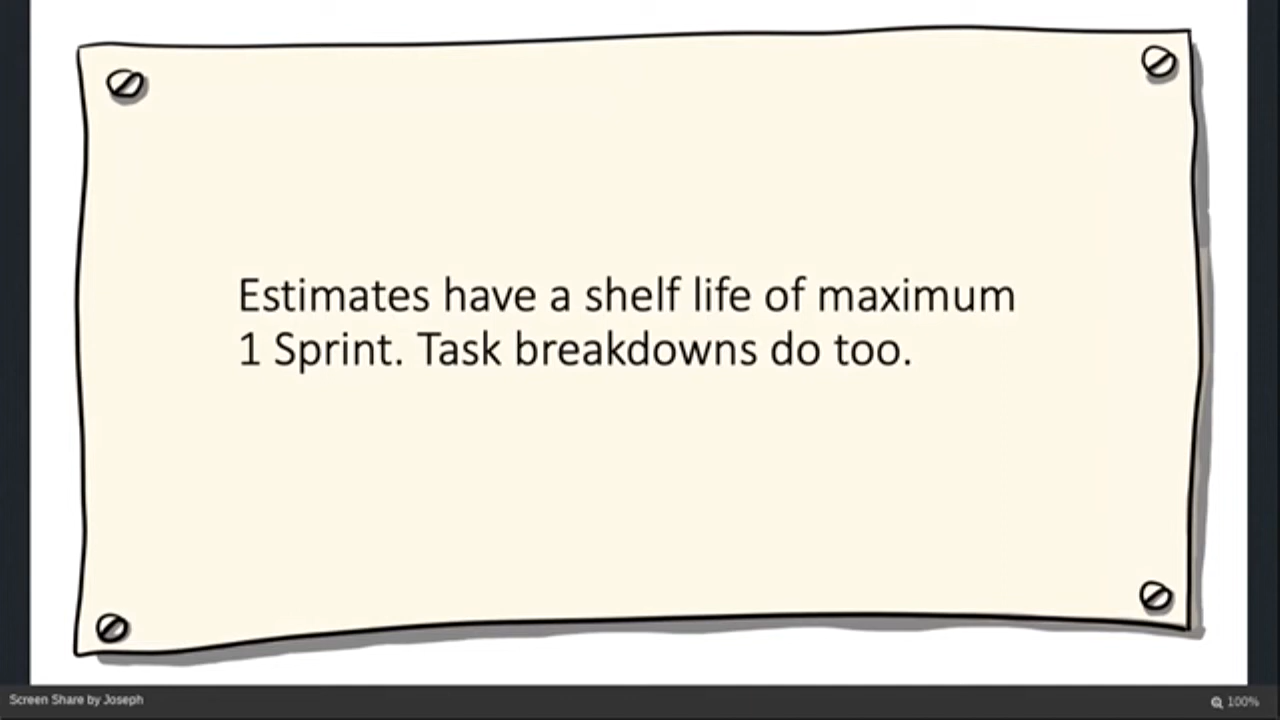 Estimates have a shelf life of maximum
1 Sprint. Task breakdowns do too.
Screen Share by Joseph
100%